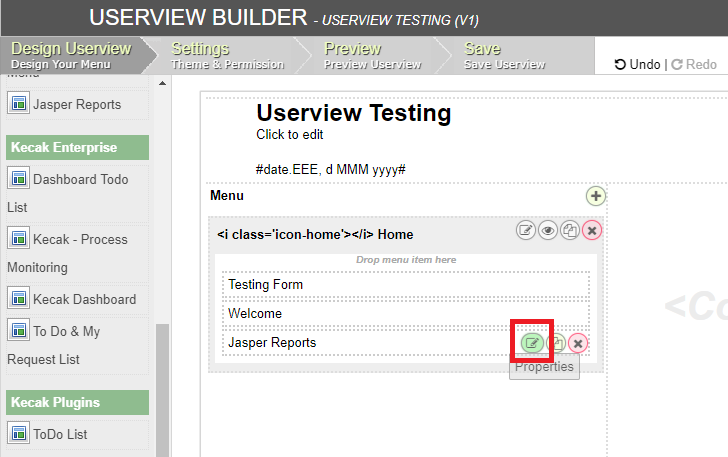 USERVIEW BUILDER - USERVIEW TESTING (V1)
Design Userview
Design Your Menu
Settings
Theme & Permission
Preview
Preview Userview
Save
Save Userview
Undo | Redo
Menu
Jasper Reports
Kecak Enterprise
Dashboard Todo
List
Kecak - Process
Monitoring
Kecak Dashboard
To Do & My
Request List
Kecak Plugins
ToDo List
Userview Testing
Click to edit
#date.EEE, d MMM yyyy#
Menu
<i class='icon-home'></i> Home
Drop menu item here
Testing Form
Welcome
Jasper Reports
Properties